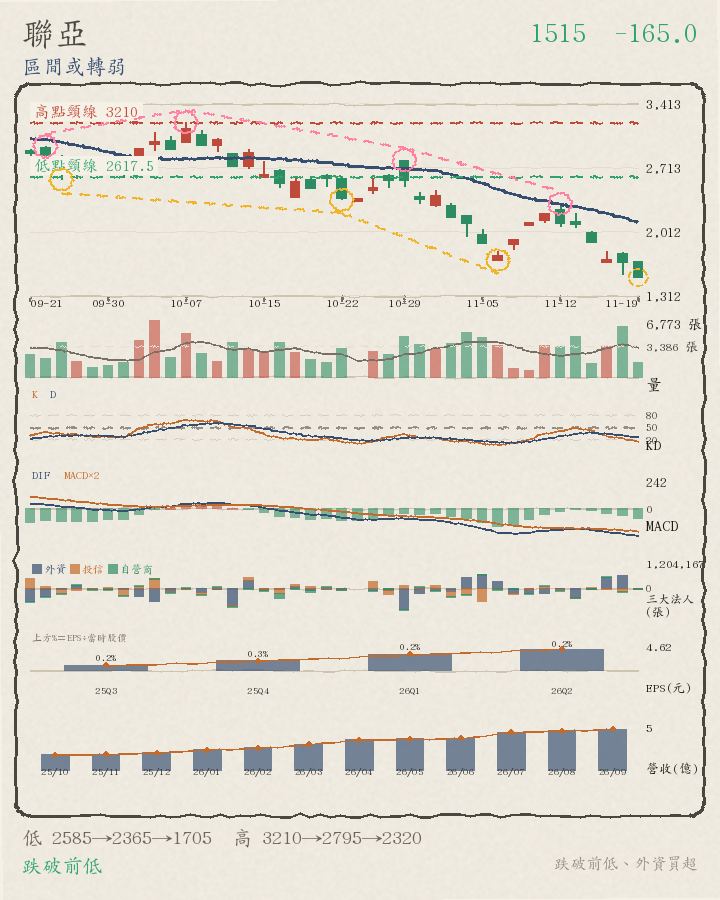 聯亞
1515 -165.0
區間或轉弱
高點頸線 3210
低點頸線 2617.5
3,413
2,713
2,012
1,312
09-21 09-30 10-07 10-15 10-22 10-29 11-05 11-12 11-19
6,773 張
3,386 張
量
K D
80
50
20
KD
DIF MACD×2
242
0
MACD
外資 投信 自營商
1,204,167
0
三大法人
(張)
上方%=EPS÷當時股價
0.2% 0.3% 0.2% 0.2%
4.62
25Q3 25Q4 26Q1 26Q2
EPS(元)
5
25/10 25/11 25/12 26/01 26/02 26/03 26/04 26/05 26/06 26/07 26/08 26/09
營收(億)
低 2585→2365→1705 高 3210→2795→2320
跌破前低
跌破前低、外資買超